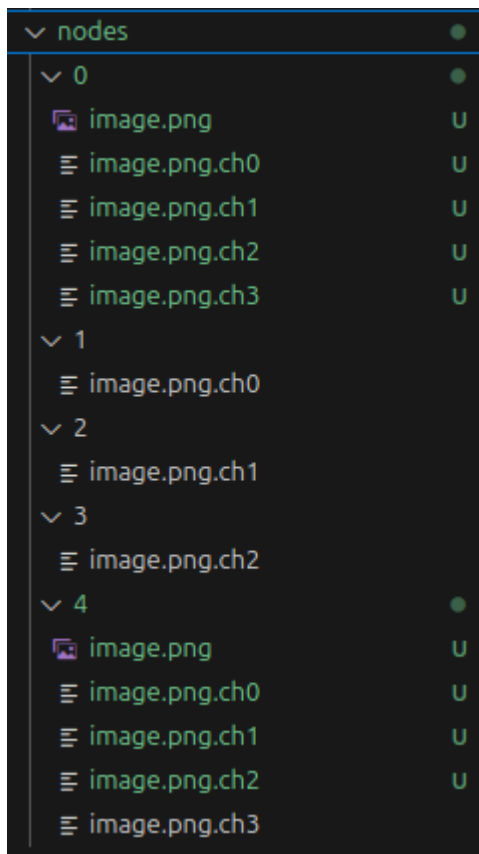 nodes
0
image.png U
image.png.ch0 U
image.png.ch1 U
image.png.ch2 U
image.png.ch3 U
1
image.png.ch0
2
image.png.ch1
3
image.png.ch2
4
image.png U
image.png.ch0 U
image.png.ch1 U
image.png.ch2 U
image.png.ch3